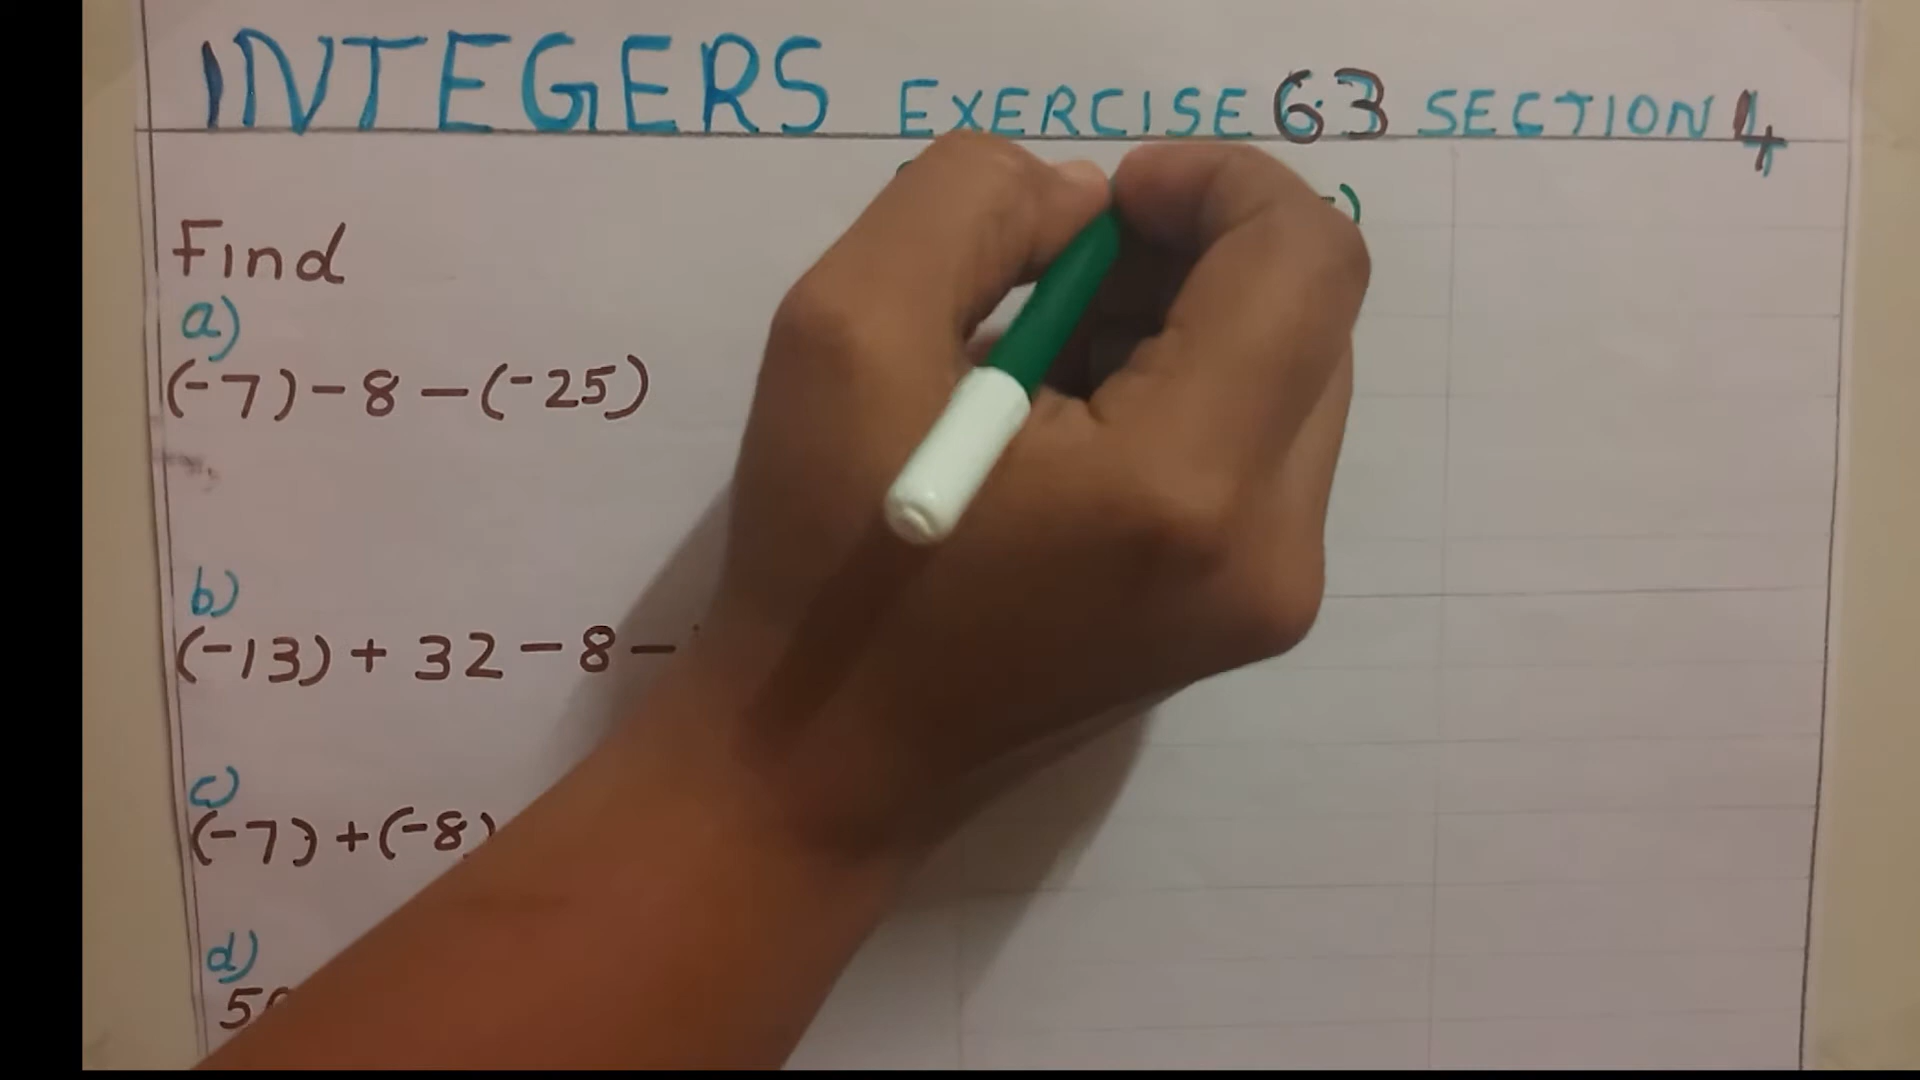 INTEGERS EXERCISE 6.3 SECTION 4
Find
a)
(-7)-8-(-25)
b)
(-13)+32-8-
c)
(-7)+(-8)
d)
)